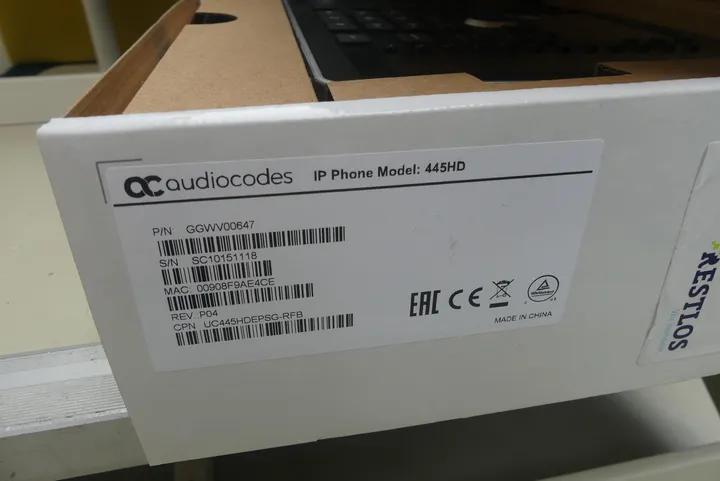 audiocodes IP Phone Model: 445HD
P/N GGWV00647
S/N SC10151118
MAC 00908F9AE4CE
REV P04
CPN UC445HDEPSG-RFB
EAC CE
MADE IN CHINA
RESTLOS